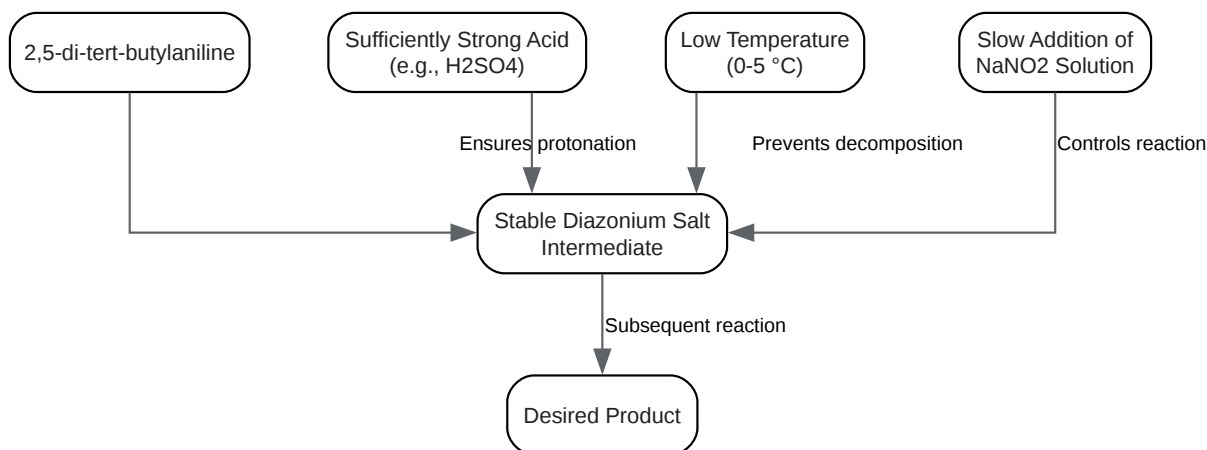 2,5-di-tert-butylaniline
Sufficiently Strong Acid
(e.g., H2SO4)
Low Temperature
(0-5 °C)
Slow Addition of
NaNO2 Solution
Ensures protonation
Prevents decomposition
Controls reaction
Stable Diazonium Salt
Intermediate
Subsequent reaction
Desired Product